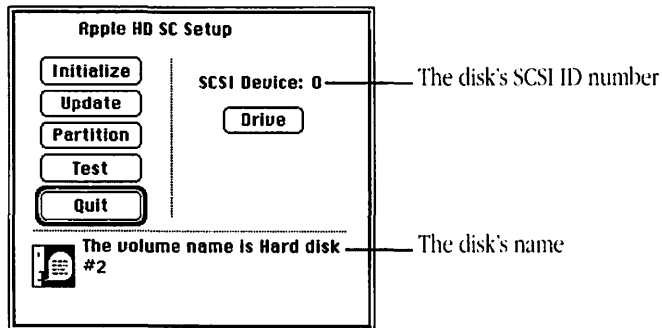 Apple HD SC Setup
Initialize
Update
Partition
Test
Quit
SCSI Device: 0
Drive
The disk's SCSI ID number
The volume name is Hard disk
#2
The disk's name